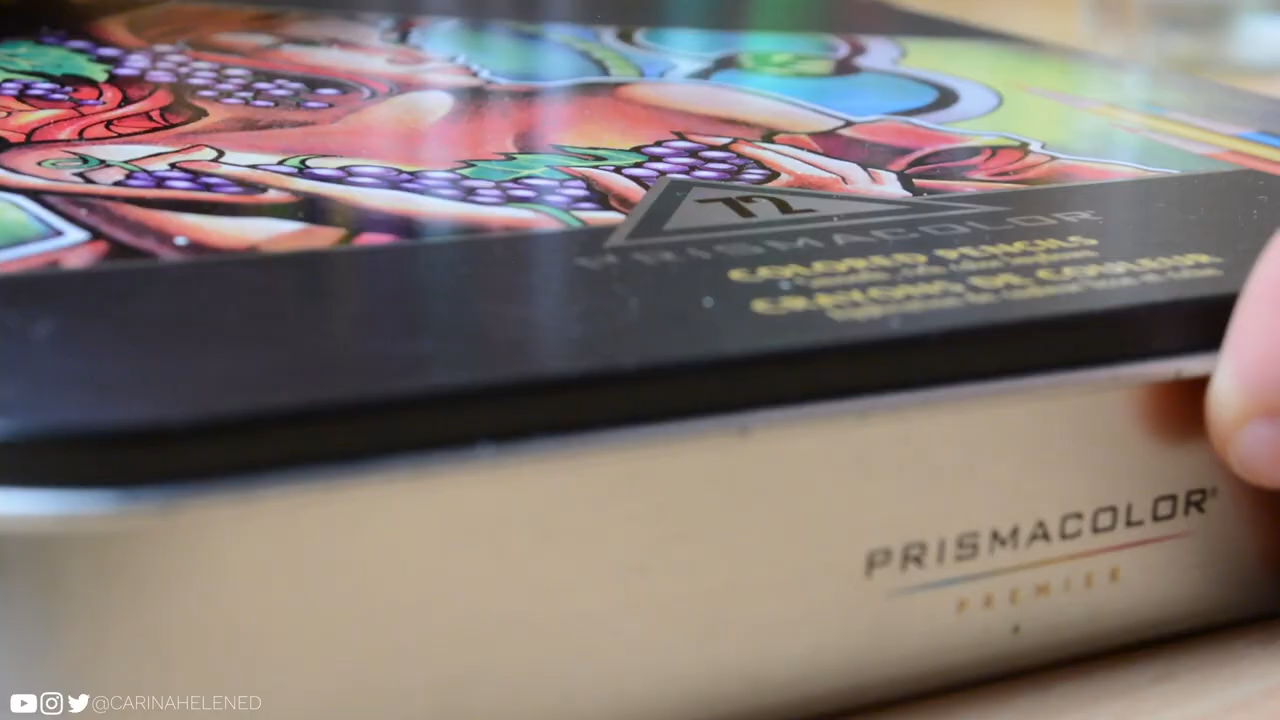 72
PRISMACOLOR
COLORED PENCILS
CRAYONS DE COULEUR
PRISMACOLOR®
PREMIER
@CARINAHELENED